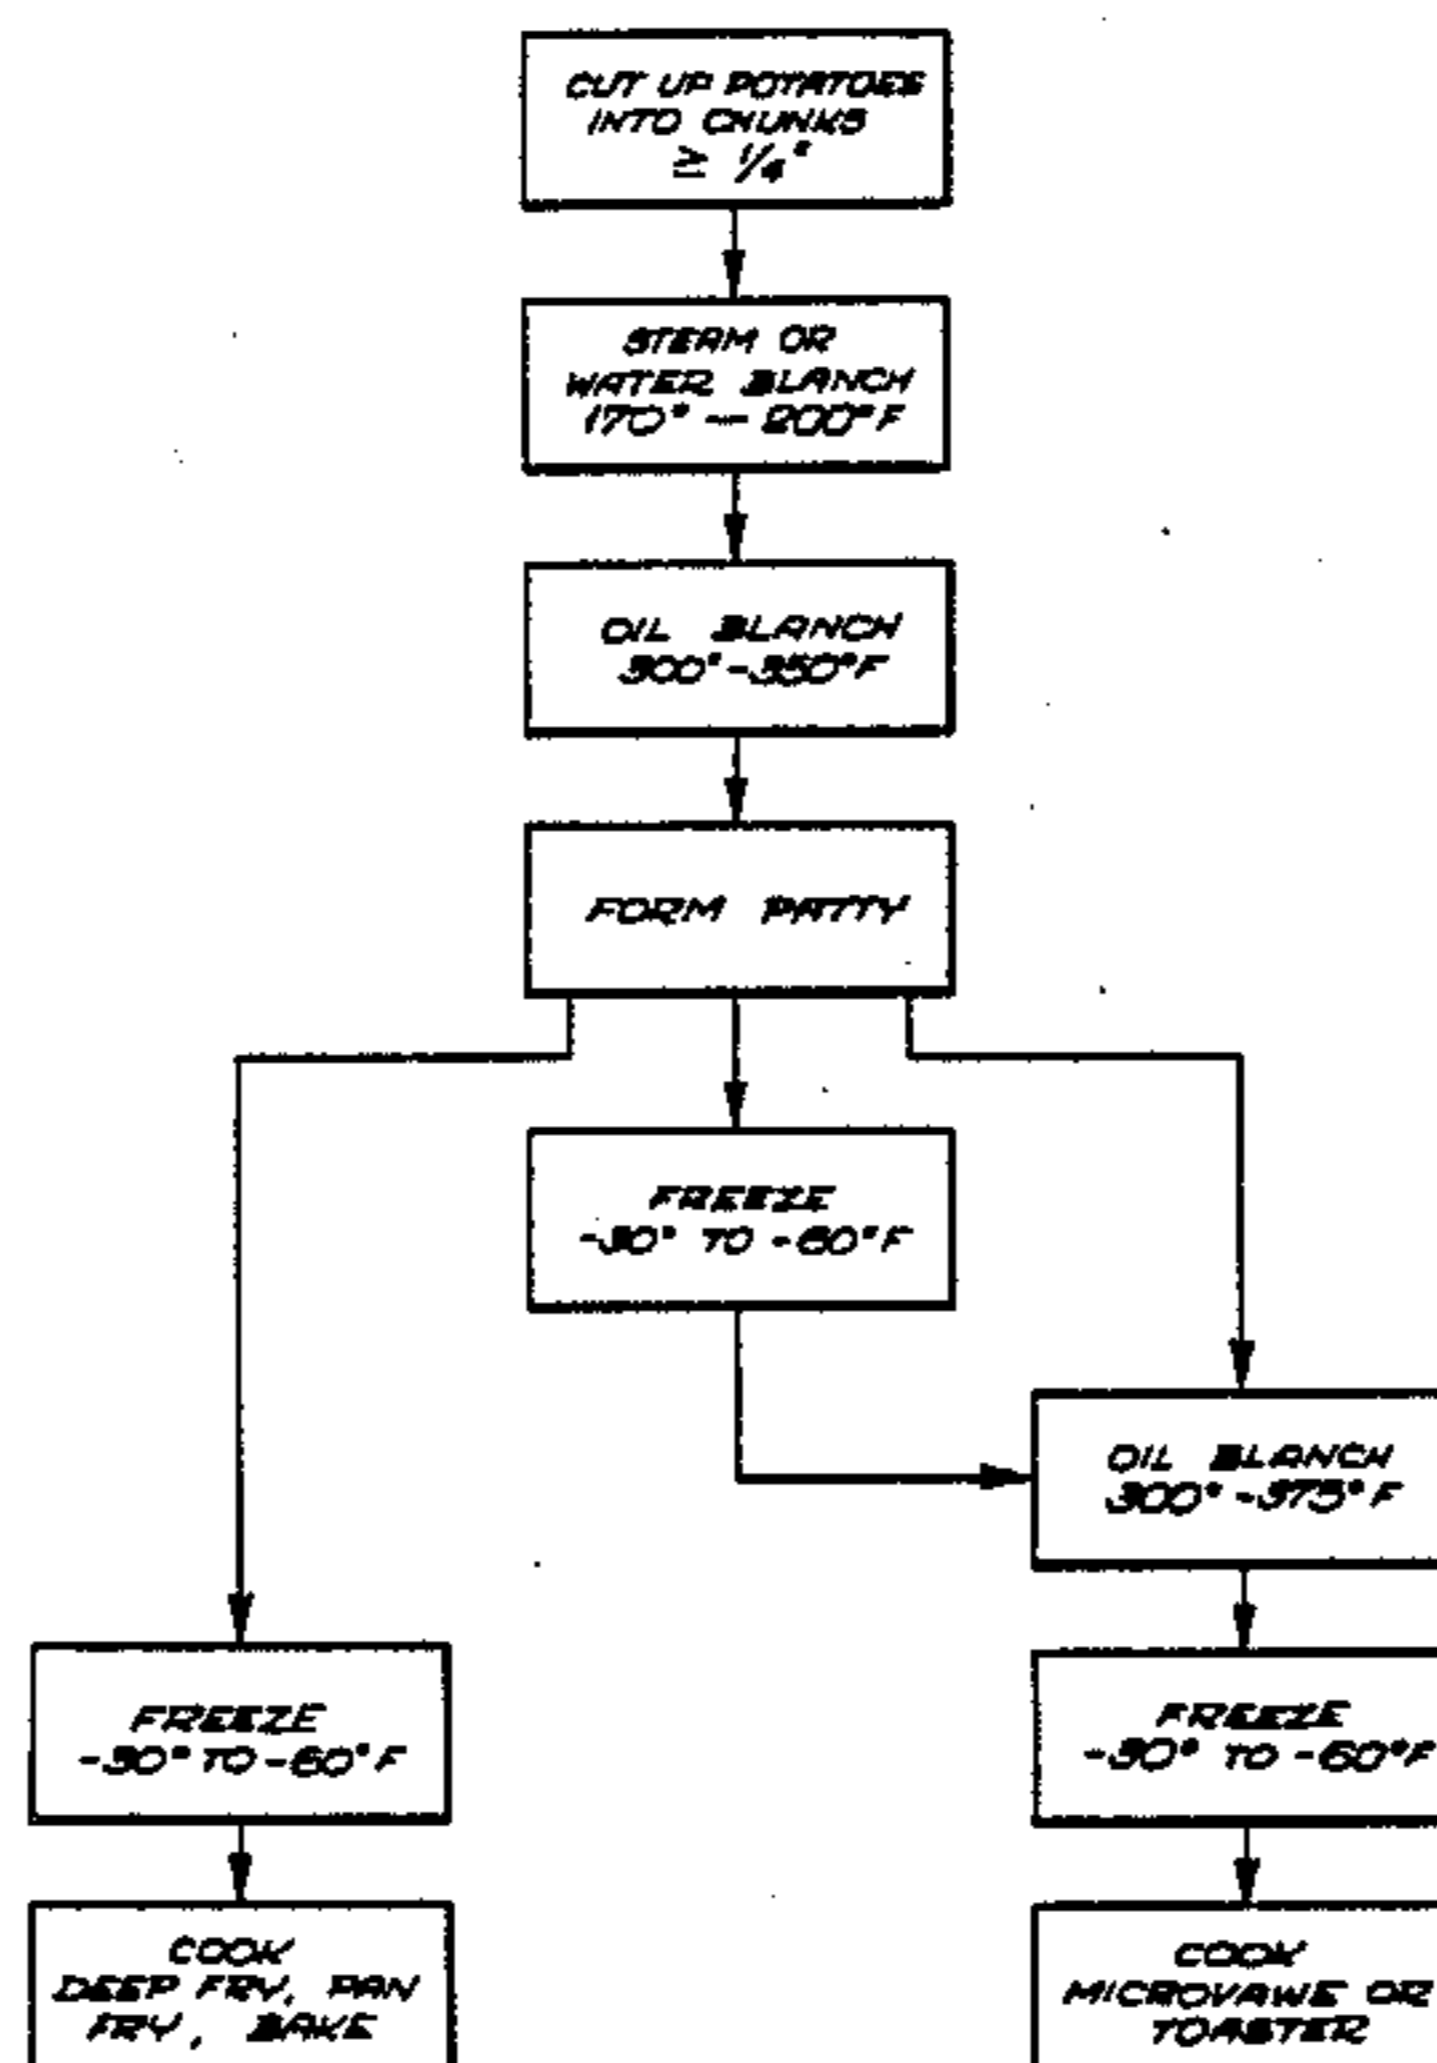 CUT UP POTATOES
INTO CHUNKS
≥ 1/4"
STEAM OR
WATER BLANCH
170° — 200°F
OIL BLANCH
300°-350°F
FORM PATTY
FREEZE
-30° TO -60°F
OIL BLANCH
300°-375°F
FREEZE
-30° TO -60°F
FREEZE
-30° TO -60°F
COOK
DEEP FRY, PAN
FRY, BAKE
COOK
MICROVAWE OR
TOASTER